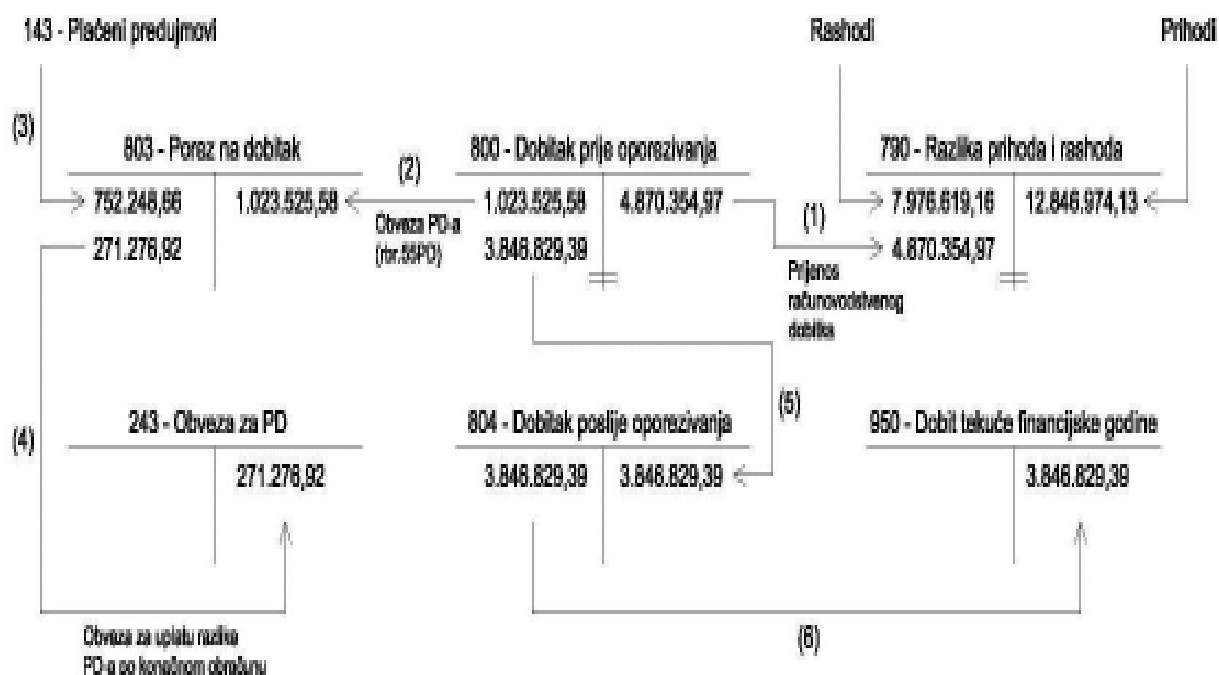 143 - Plaćeni predujmovi
Rashodi
Prihodi
(3)
803 - Porez na dobitak
800 - Dobitak prije oporezivanja
790 - Razlika prihoda i rashoda
(2)
752.248,66
1.023.525,58
1.023.525,58
4.870.354,97
7.976.619,16
12.846.974,13
(1)
271.276,92
Obveza PD-a
(rbr.55PD)
3.846.829,39
4.870.354,97
Prijenos
računovodstvenog
dobitka
(5)
243 - Obveza za PD
804 - Dobitak poslije oporezivanja
950 - Dobit tekuće financijske godine
(4)
271.276,92
3.846.829,39
3.846.829,39
3.846.829,39
(6)
Obveza za uplatu razlike
PD-a po konačnom obračunu